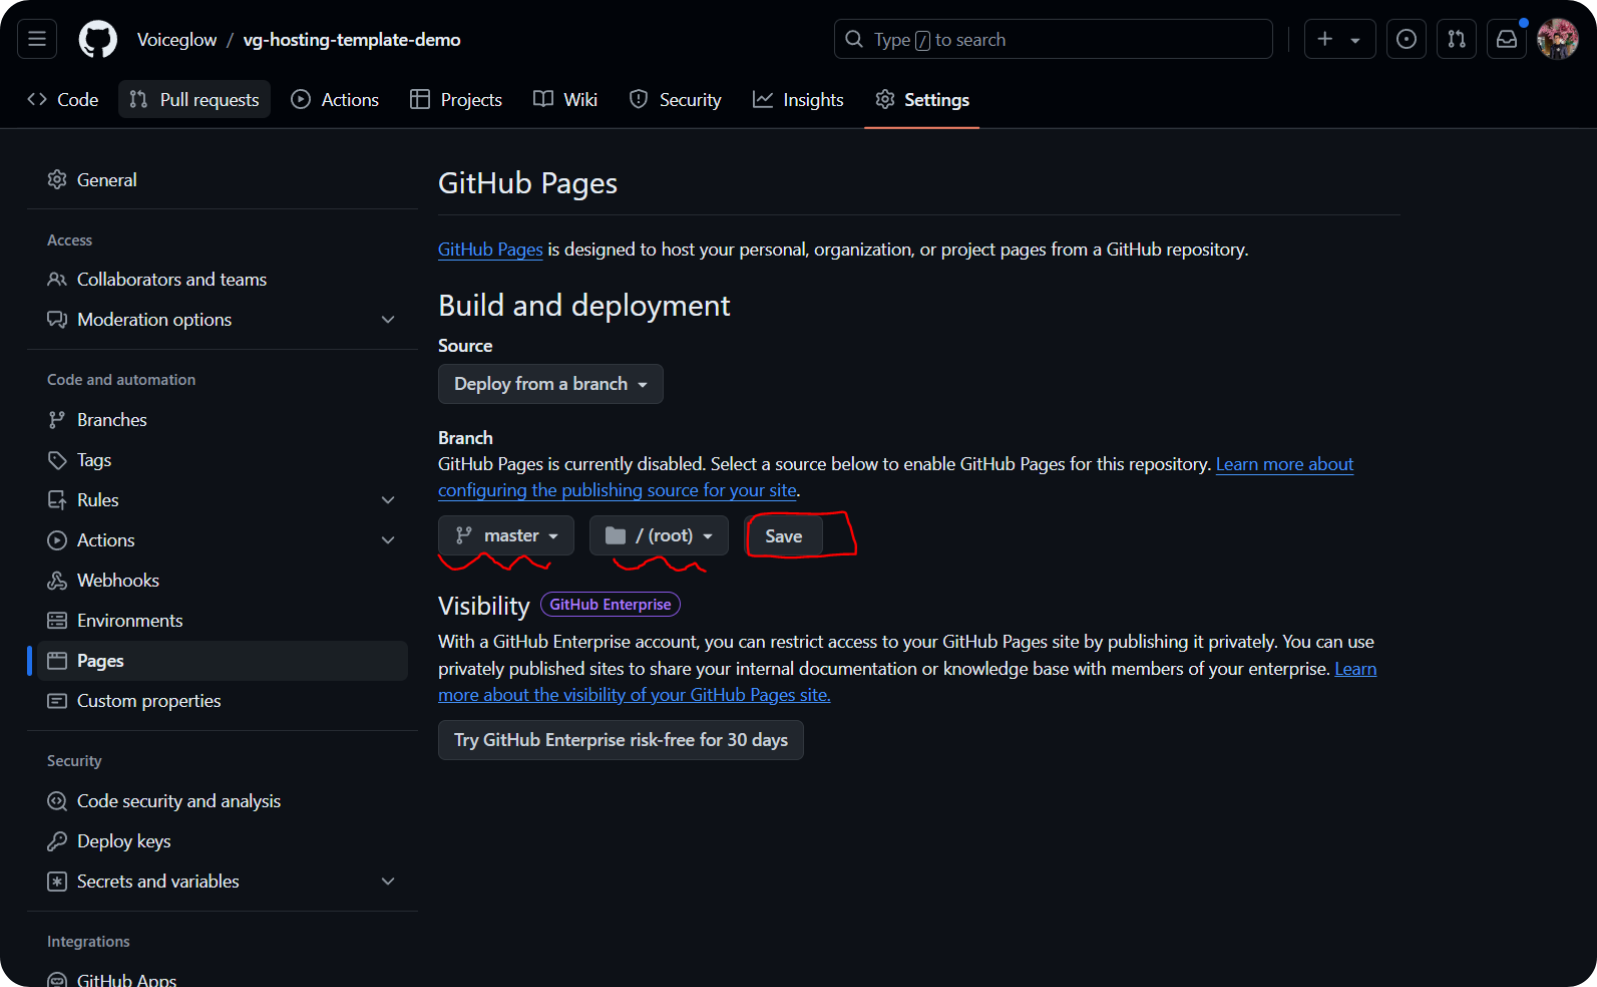 Voiceglow / vg-hosting-template-demo
Type / to search
Code
Pull requests
Actions
Projects
Wiki
Security
Insights
Settings
General
Access
Collaborators and teams
Moderation options
Code and automation
Branches
Tags
Rules
Actions
Webhooks
Environments
Pages
Custom properties
Security
Code security and analysis
Deploy keys
Secrets and variables
Integrations
GitHub Apps
GitHub Pages
GitHub Pages is designed to host your personal, organization, or project pages from a GitHub repository.
Build and deployment
Source
Deploy from a branch
Branch
GitHub Pages is currently disabled. Select a source below to enable GitHub Pages for this repository. Learn more about
configuring the publishing source for your site.
master
/ (root)
Save
Visibility GitHub Enterprise
With a GitHub Enterprise account, you can restrict access to your GitHub Pages site by publishing it privately. You can use
privately published sites to share your internal documentation or knowledge base with members of your enterprise. Learn
more about the visibility of your GitHub Pages site.
Try GitHub Enterprise risk-free for 30 days